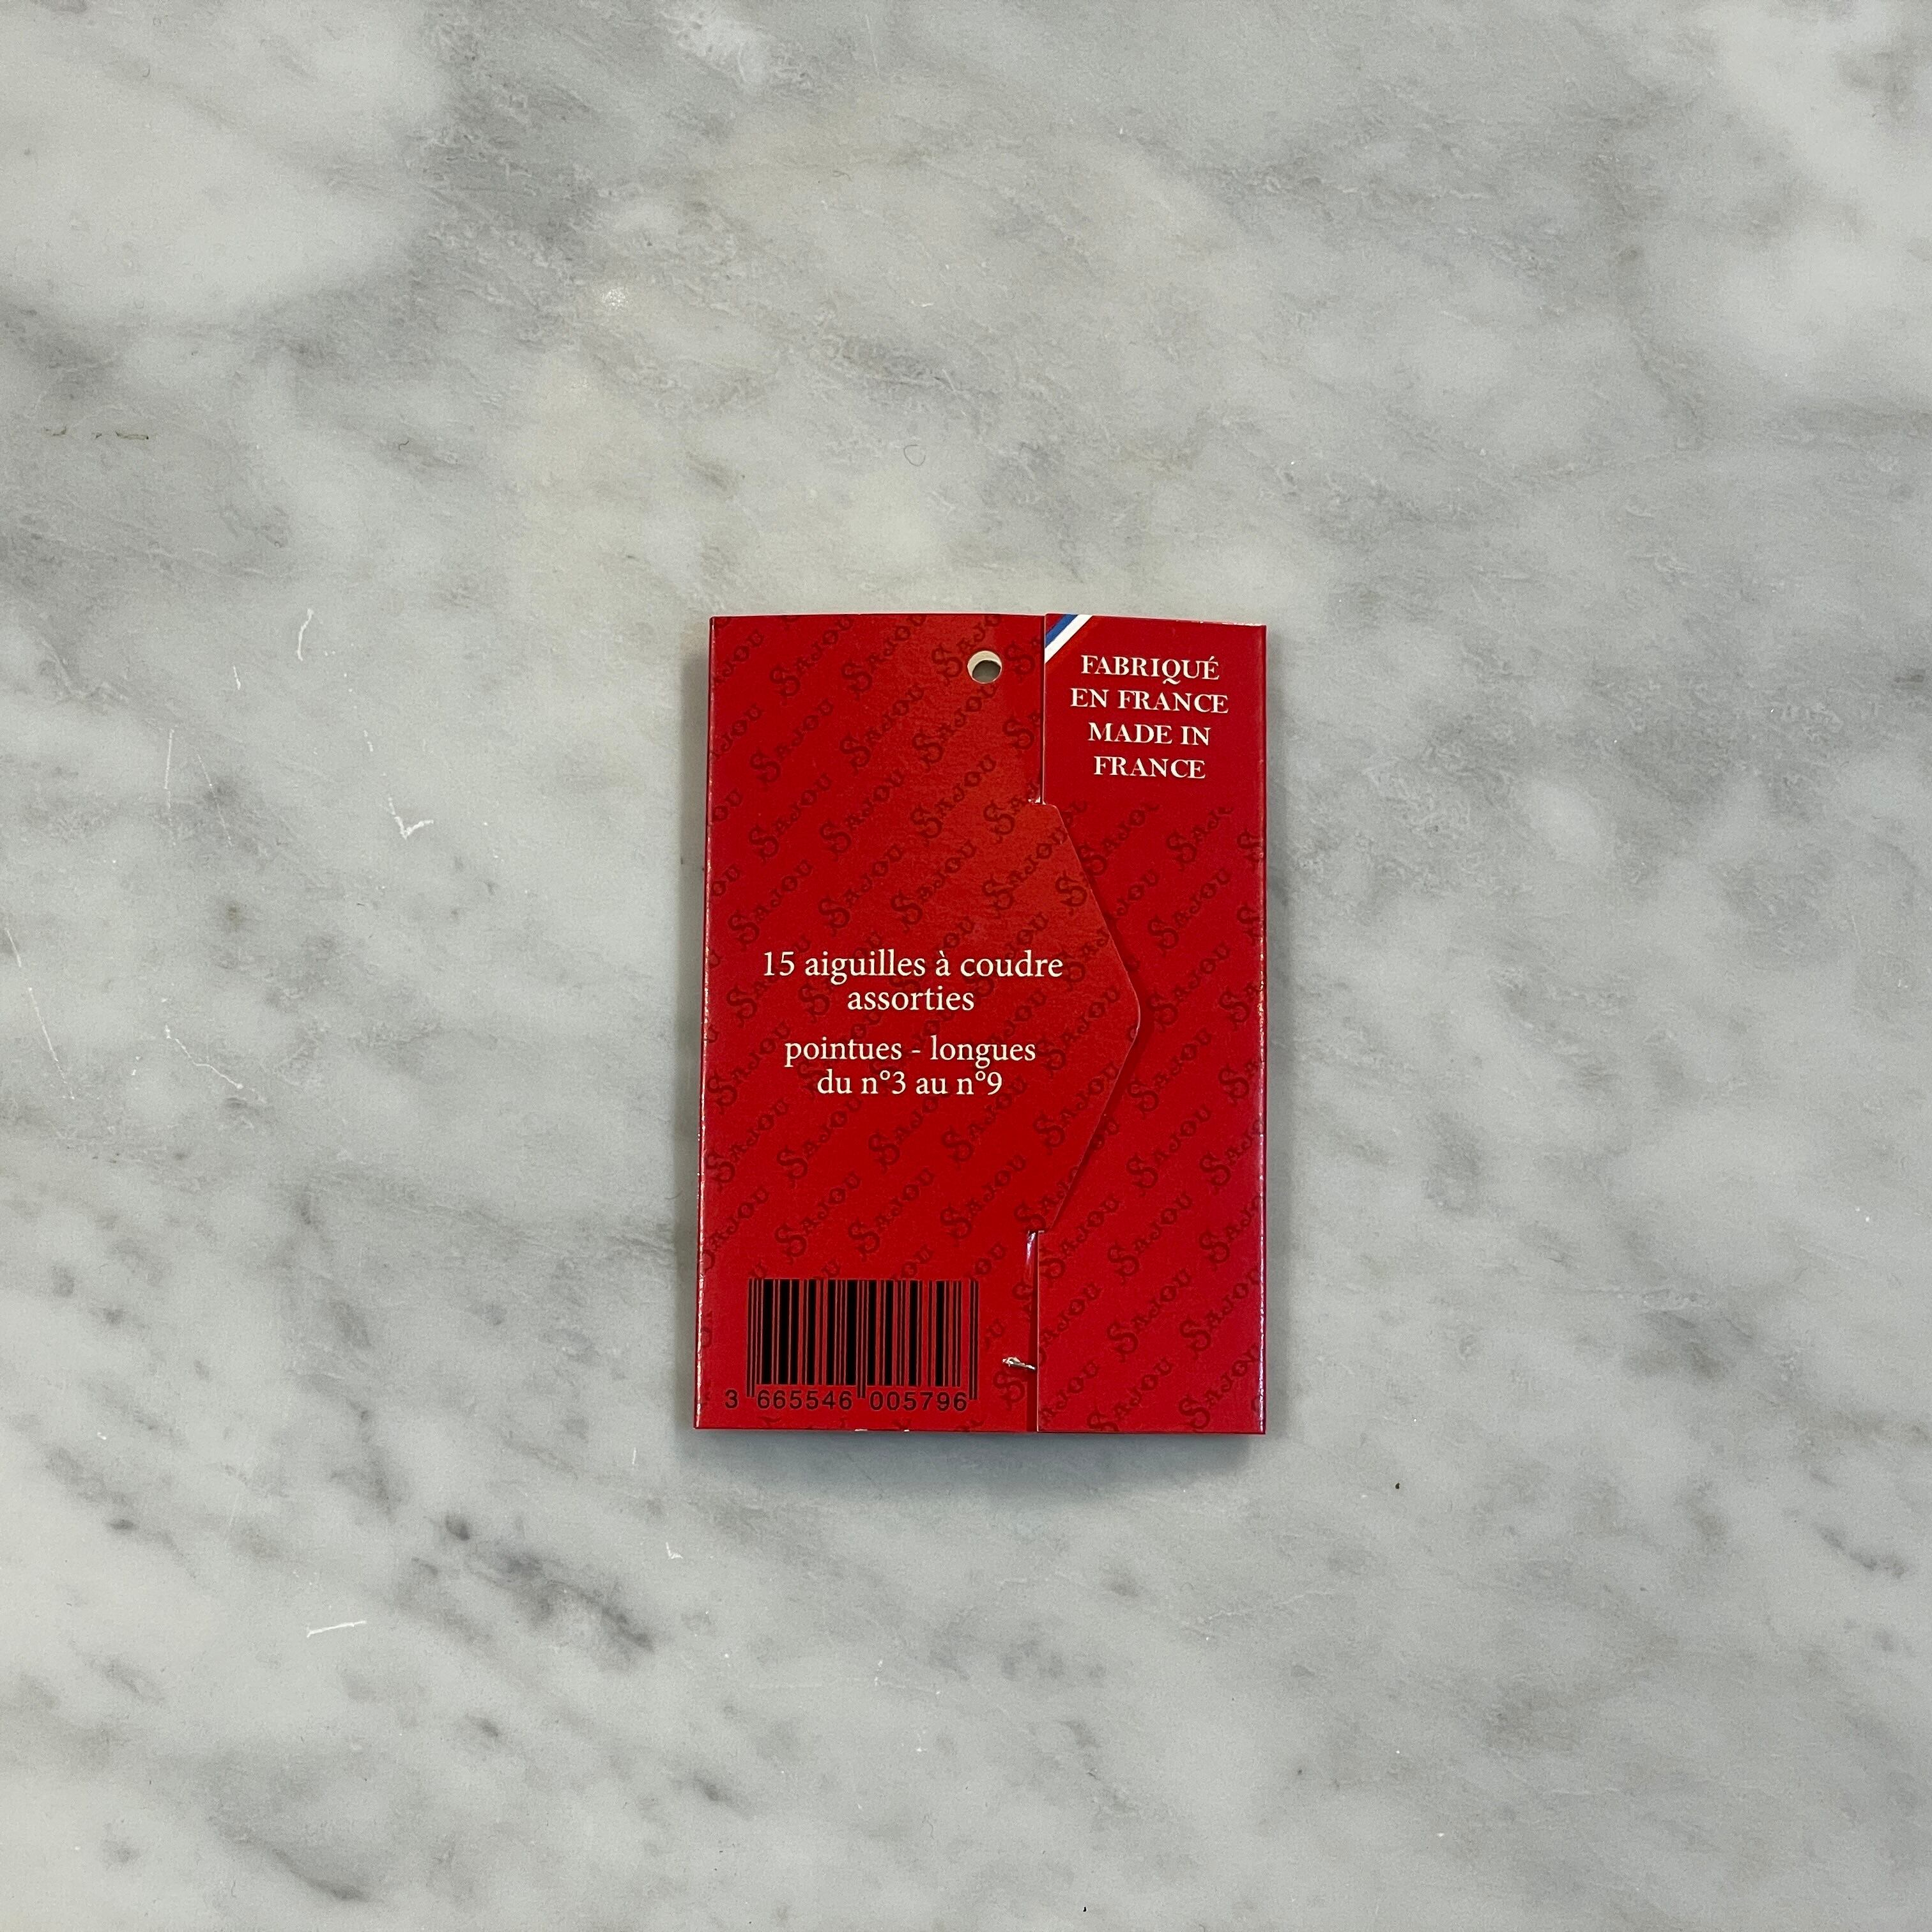 FABRIQUÉ
EN FRANCE
MADE IN
FRANCE
15 aiguilles à coudre
assorties
pointues - longues
du n°3 au n°9
3 665546 005796
SAJOU